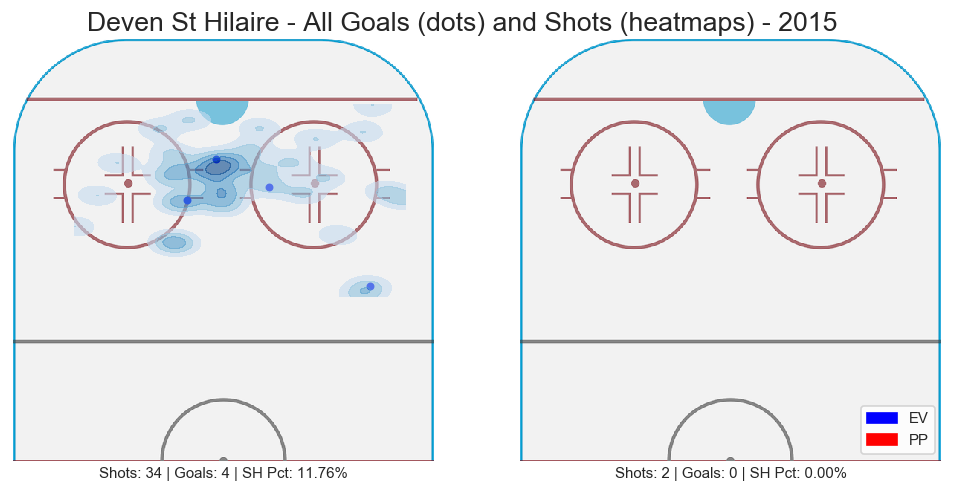 Deven St Hilaire - All Goals (dots) and Shots (heatmaps) - 2015
EV
PP
Shots: 34 | Goals: 4 | SH Pct: 11.76%
Shots: 2 | Goals: 0 | SH Pct: 0.00%